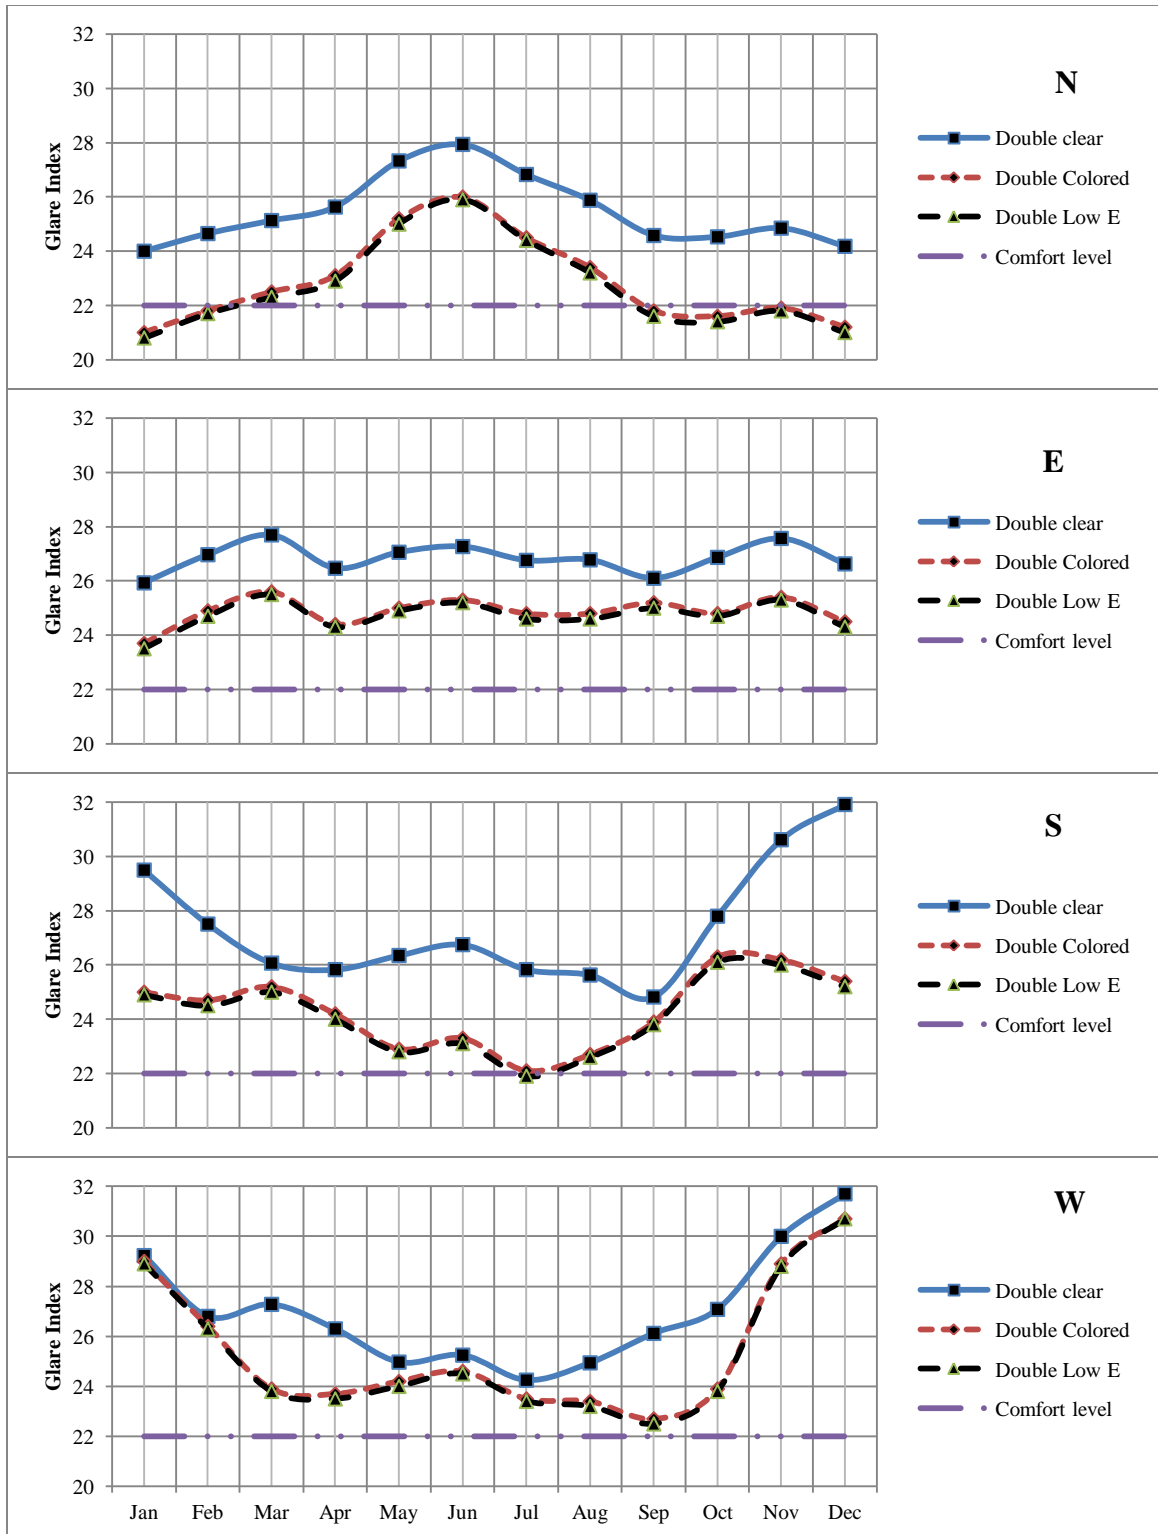 N
Glare Index
32
30
28
26
24
22
20
Double clear
Double Colored
Double Low E
Comfort level
E
Glare Index
32
30
28
26
24
22
20
Double clear
Double Colored
Double Low E
Comfort level
S
Glare Index
32
30
28
26
24
22
20
Double clear
Double Colored
Double Low E
Comfort level
W
Glare Index
32
30
28
26
24
22
20
Double clear
Double Colored
Double Low E
Comfort level
Jan Feb Mar Apr May Jun Jul Aug Sep Oct Nov Dec